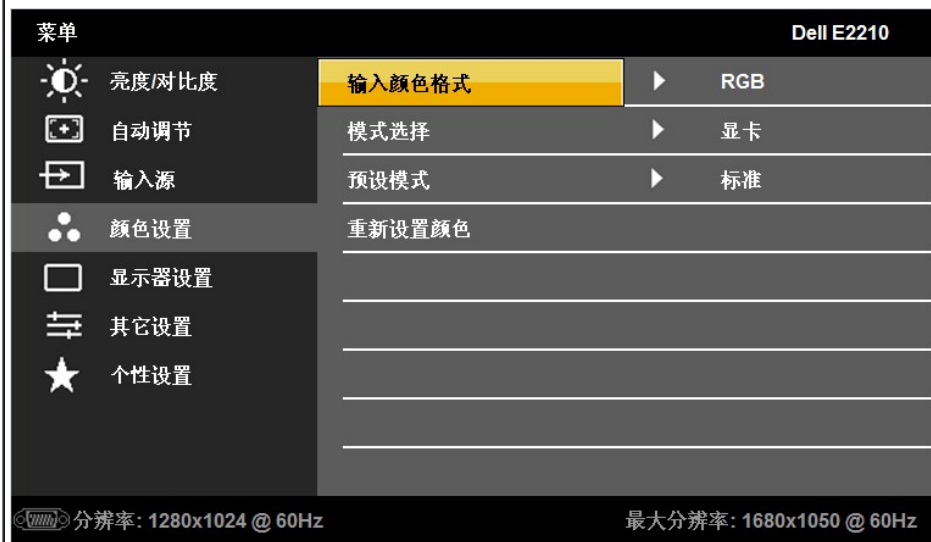 菜单 Dell E2210
亮度/对比度 输入颜色格式 RGB
自动调节 模式选择 显卡
输入源 预设模式 标准
颜色设置 重新设置颜色
显示器设置
其它设置
个性设置
分辨率: 1280x1024 @ 60Hz 最大分辨率: 1680x1050 @ 60Hz